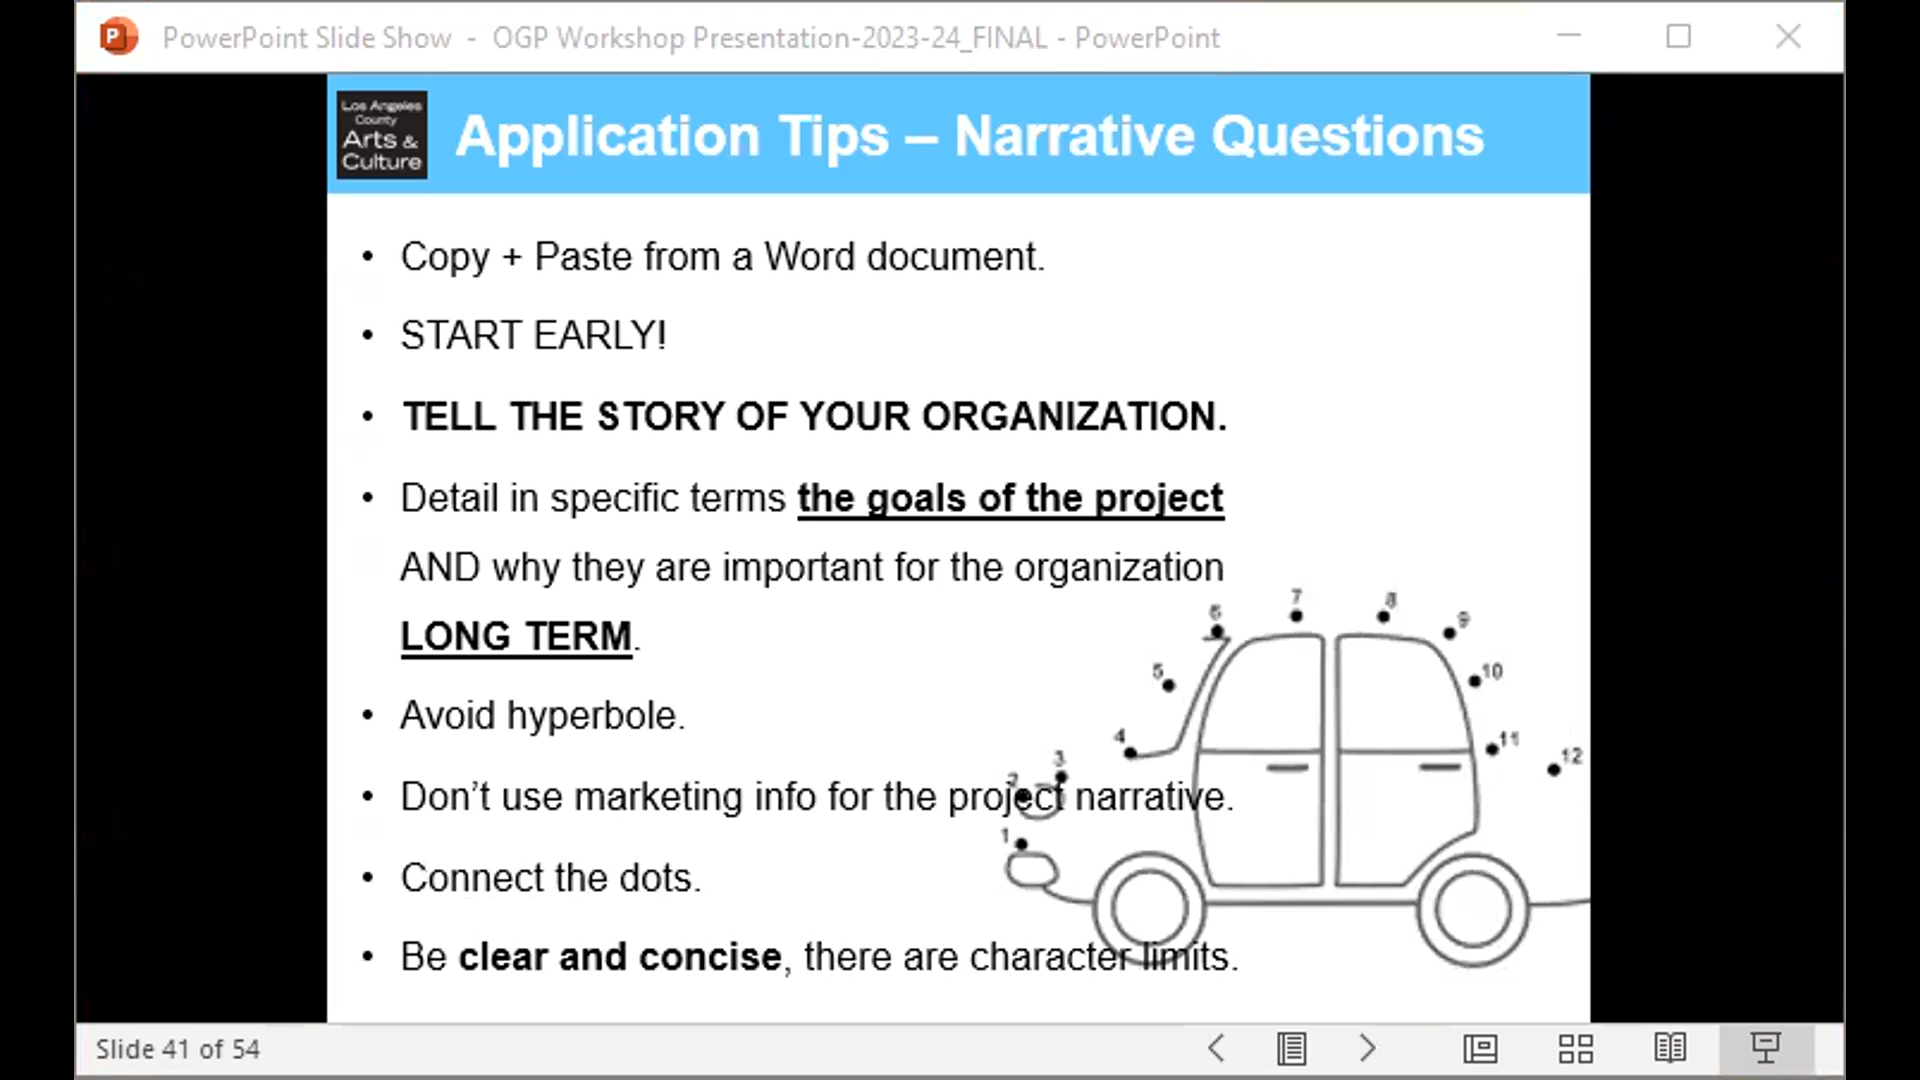 PowerPoint Slide Show - OGP Workshop Presentation-2023-24_FINAL - PowerPoint
Los Angeles
County
Arts &
Culture
Application Tips – Narrative Questions
• Copy + Paste from a Word document.
• START EARLY!
• TELL THE STORY OF YOUR ORGANIZATION.
• Detail in specific terms the goals of the project
AND why they are important for the organization
LONG TERM.
• Avoid hyperbole.
• Don’t use marketing info for the project narrative.
• Connect the dots.
• Be clear and concise, there are character limits.
1
2
3
4
5
6
7
8
9
10
11
12
Slide 41 of 54